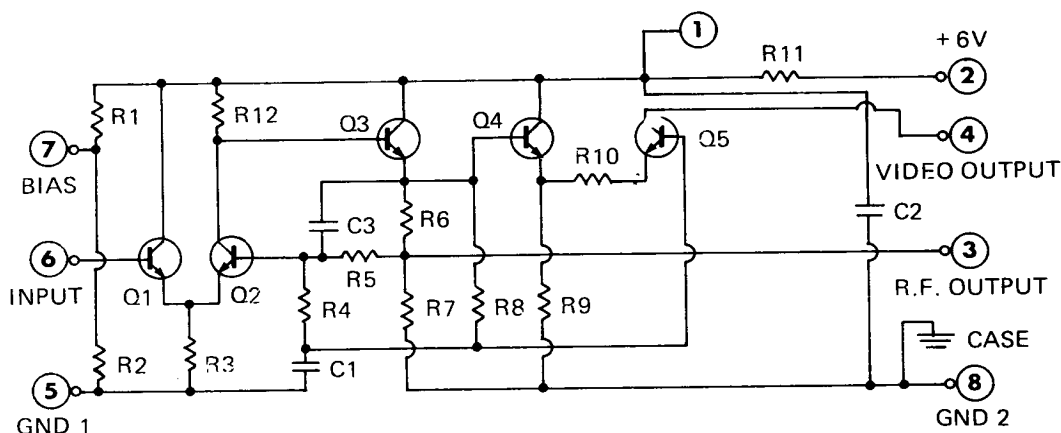 1
+ 6V
R11
2
R1
R12
Q3
Q4
Q5
4
7
R10
VIDEO OUTPUT
BIAS
C3
R6
C2
6
3
R5
INPUT
Q1
Q2
R4
R7
R8
R9
R.F. OUTPUT
R2
R3
C1
CASE
5
8
GND 1
GND 2